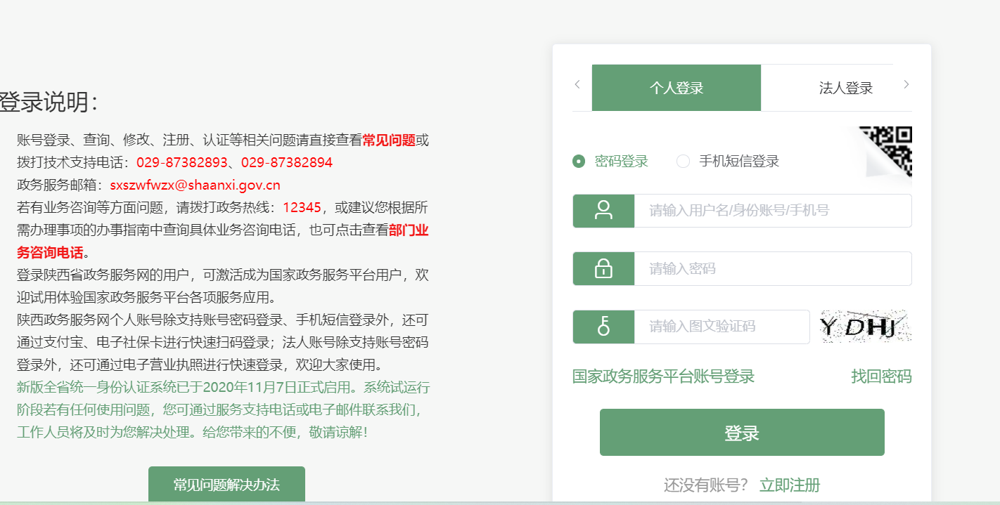 登录说明：
账号登录、查询、修改、注册、认证等相关问题请直接查看常见问题或
拨打技术支持电话：029-87382893、029-87382894
政务服务邮箱：sxszwfwzx@shaanxi.gov.cn
若有业务咨询等方面问题，请拨打政务热线：12345，或建议您根据所
需办理事项的办事指南中查询具体业务咨询电话，也可点击查看部门业
务咨询电话。
登录陕西省政务服务网的用户，可激活成为国家政务服务平台用户，欢
迎试用体验国家政务服务平台各项服务应用。
陕西政务服务网个人账号除支持账号密码登录、手机短信登录外，还可
通过支付宝、电子社保卡进行快速扫码登录；法人账号除支持账号密码
登录外，还可通过电子营业执照进行快速登录，欢迎大家使用。
新版全省统一身份认证系统已于2020年11月7日正式启用。系统试运行
阶段若有任何使用问题，您可通过服务支持电话或电子邮件联系我们，
工作人员将及时为您解决处理。给您带来的不便，敬请谅解！
常见问题解决办法
个人登录
法人登录
密码登录
手机短信登录
请输入用户名/身份账号/手机号
请输入密码
请输入图文验证码
YDHJ
国家政务服务平台账号登录
找回密码
登录
还没有账号？ 立即注册